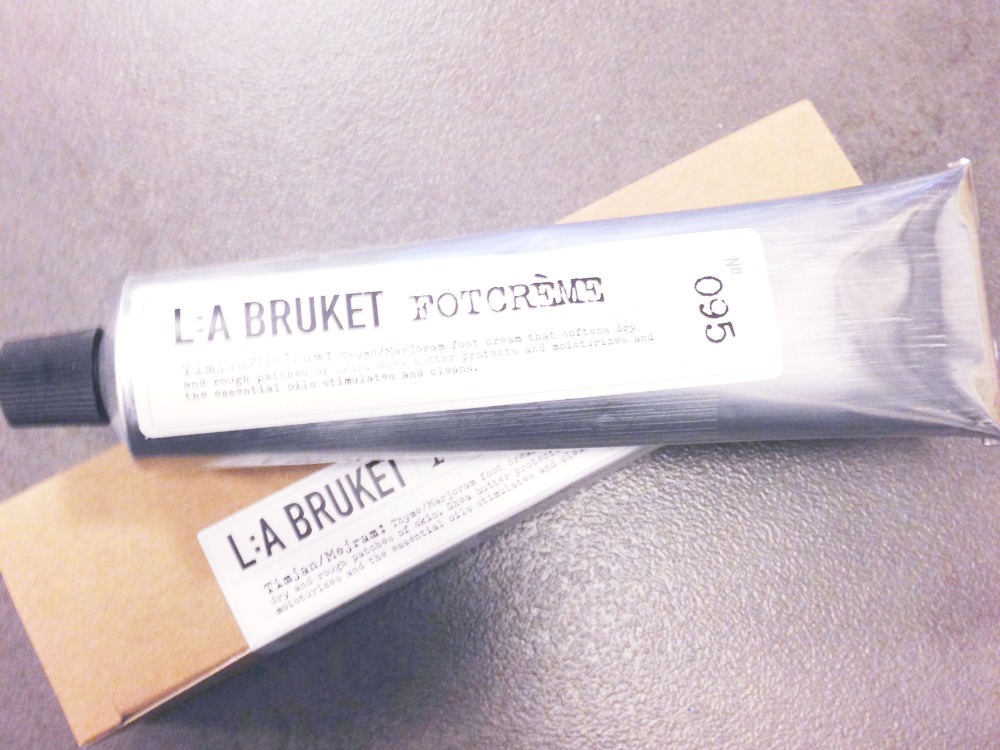 L:A BRUKET FOTCRÈME
Timjan/Mejram: Thyme/Marjoram foot cream that softens dry
and rough patches of skin. Shea butter protects and moisturizes and
the essential oils stimulates and cleans.
No 095
L:A BRUKET
Timjan/Mejram: Thyme/Marjoram foot cream
dry and rough patches of skin. Shea butter protects
moisturizes and the essential oils stimulates and